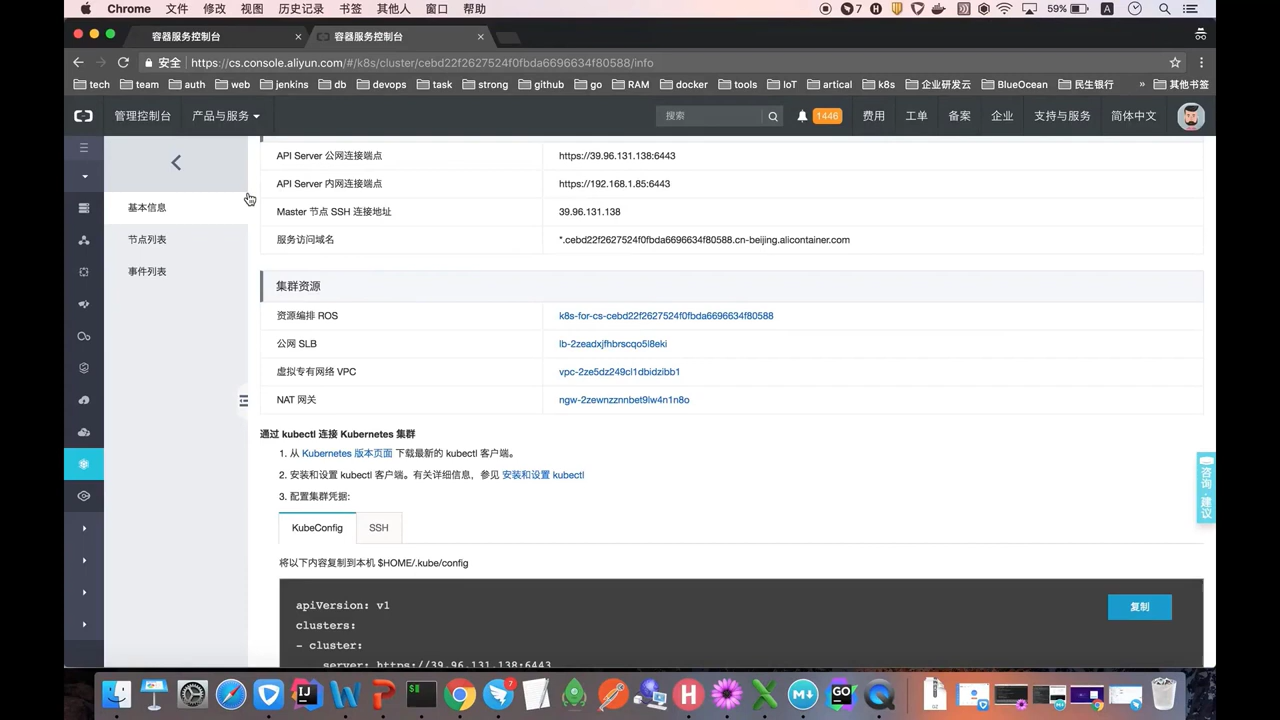 Chrome 文件 修改 视图 历史记录 书签 其他人 窗口 帮助 7 59% A
容器服务控制台 容器服务控制台
安全 https://cs.console.aliyun.com/#/k8s/cluster/cebd22f2627524f0fbda6696634f80588/info
tech team auth web jenkins db devops task strong github go RAM docker tools IoT artical k8s 企业研发云 BlueOcean 民生银行 » 其他书签
管理控制台 产品与服务 搜索 1446 费用 工单 备案 企业 支持与服务 简体中文
API Server 公网连接端点 https://39.96.131.138:6443
API Server 内网连接端点 https://192.168.1.85:6443
基本信息
Master 节点 SSH 连接地址 39.96.131.138
节点列表
服务访问域名 *.cebd22f2627524f0fbda6696634f80588.cn-beijing.alicontainer.com
事件列表
集群资源
资源编排 ROS k8s-for-cs-cebd22f2627524f0fbda6696634f80588
公网 SLB lb-2zeadxjfhbrscqo5l8eki
虚拟专有网络 VPC vpc-2ze5dz249cl1dbidzibb1
NAT 网关 ngw-2zewnzznnbet9lw4n1n8o
通过 kubectl 连接 Kubernetes 集群
1. 从 Kubernetes 版本页面 下载最新的 kubectl 客户端。
2. 安装和设置 kubectl 客户端。有关详细信息，参见 安装和设置 kubectl
3. 配置集群凭据:
咨询·建议
KubeConfig SSH
将以下内容复制到本机 $HOME/.kube/config
apiVersion: v1
复制
clusters:
- cluster:
server: https://39.96.131.138:6443